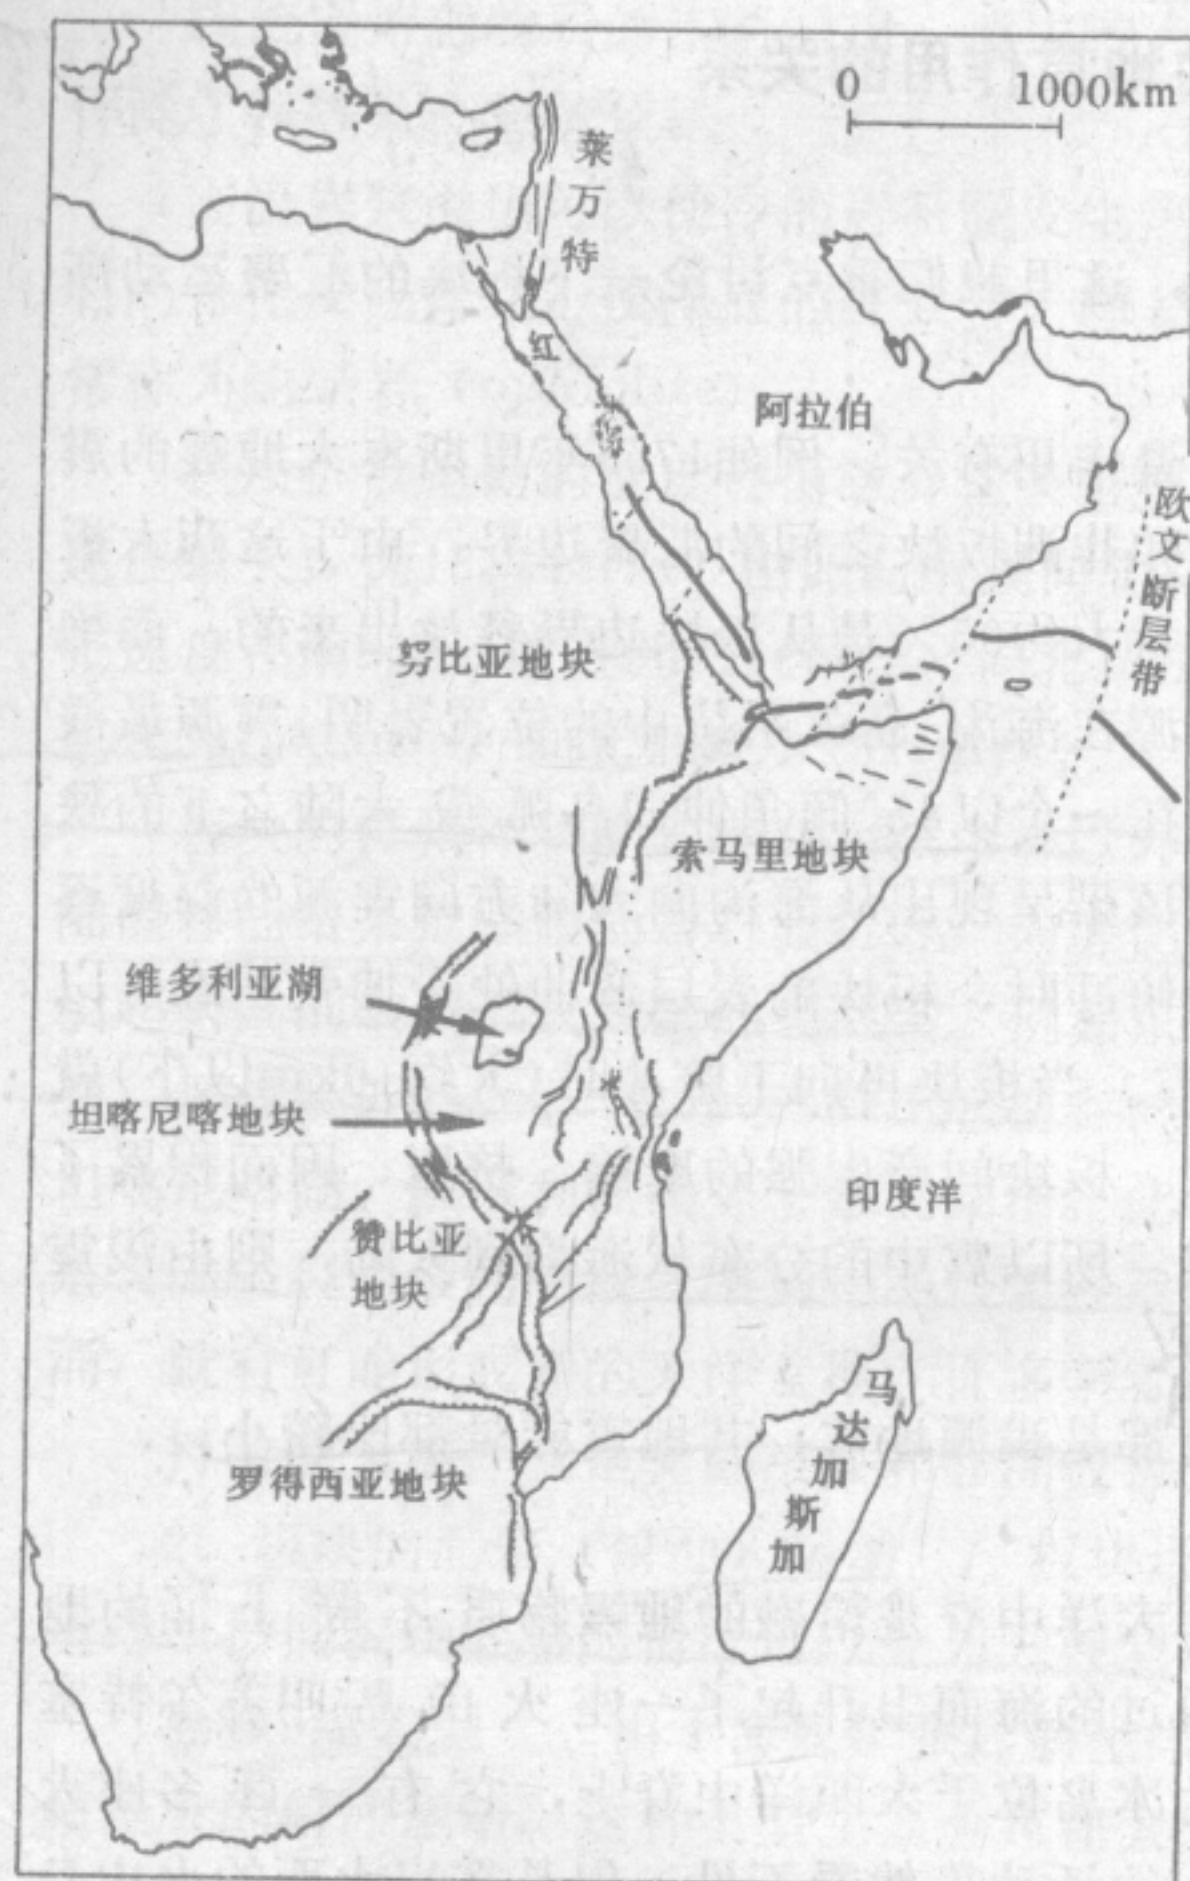 0 1000km
莱万特
红
阿拉伯
欧文断层带
努比亚地块
索马里地块
维多利亚湖
坦喀尼喀地块
印度洋
赞比亚
地块
马达加斯加
罗得西亚地块